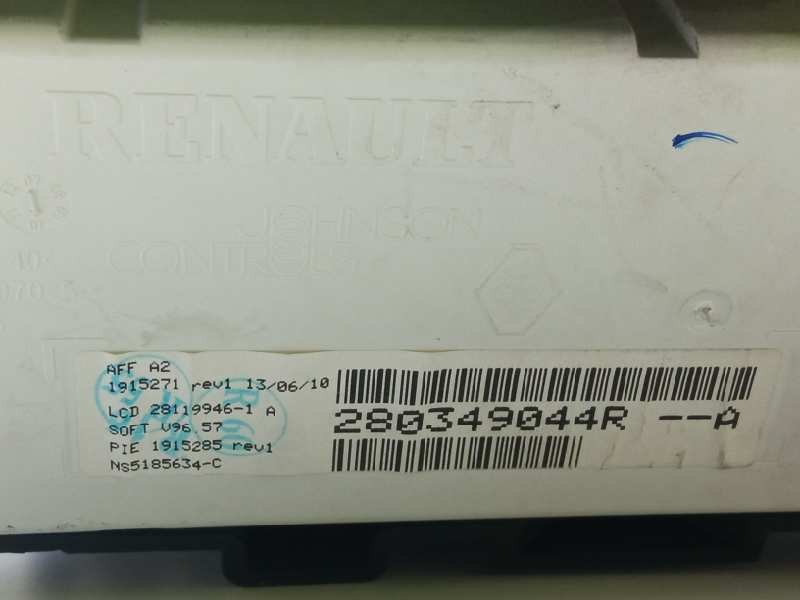 RENAULT
JOHNSON
CONTROLS
AFF A2
1915271 rev1 13/06/10
LCD 28119946-1 A
SOFT V96.57
PIE 1915285 rev1
NS5185634-C
280349044R --A